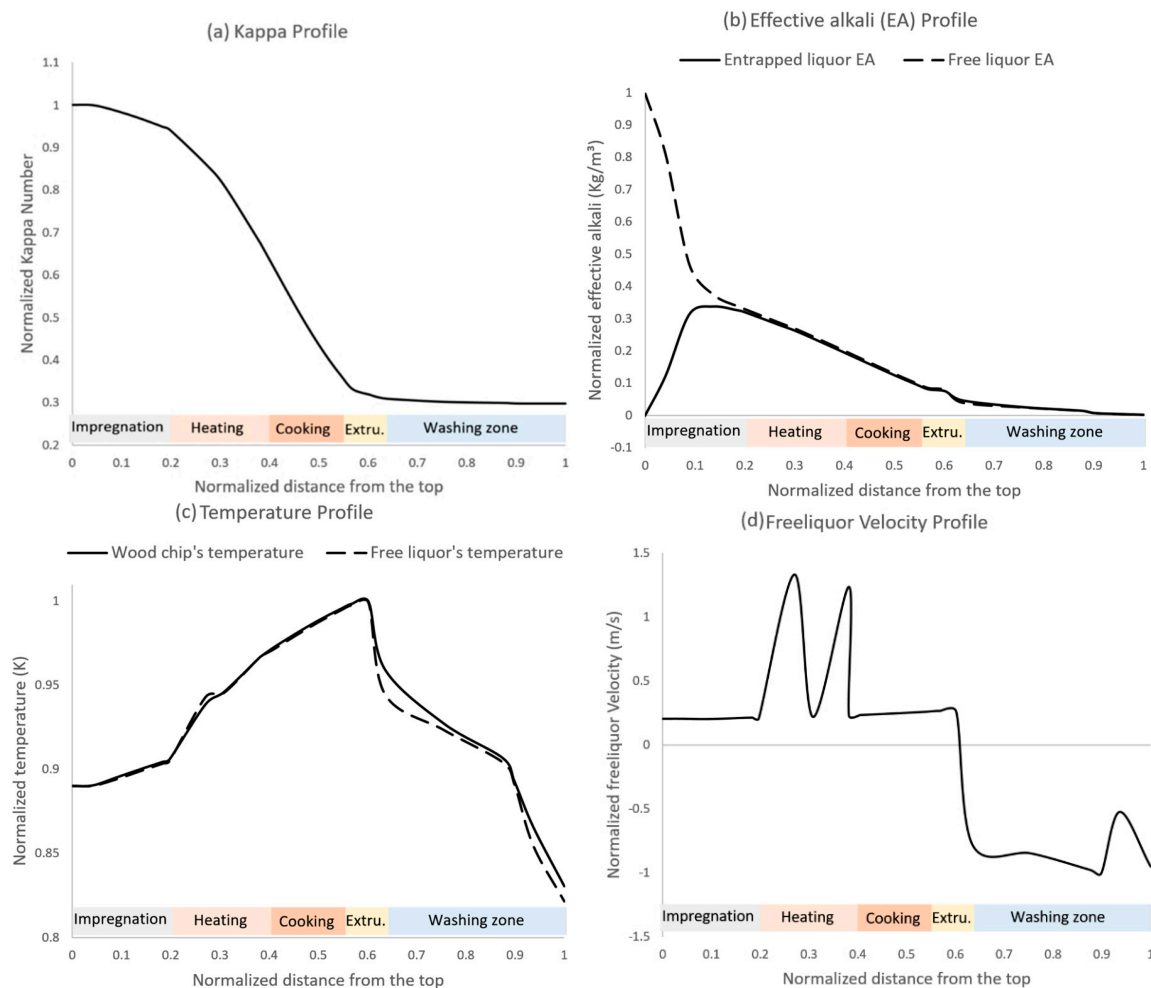 (a) Kappa Profile
Normalized Kappa Number
1.1
1
0.9
0.8
0.7
0.6
0.5
0.4
0.3
0.2
Impregnation Heating Cooking Extru. Washing zone
0 0.1 0.2 0.3 0.4 0.5 0.6 0.7 0.8 0.9 1
Normalized distance from the top
(b) Effective alkali (EA) Profile
Entrapped liquor EA Free liquor EA
Normalized effective alkali (Kg/m³)
1
0.9
0.8
0.7
0.6
0.5
0.4
0.3
0.2
0.1
0
-0.1
Impregnation Heating Cooking Extru. Washing zone
0 0.1 0.2 0.3 0.4 0.5 0.6 0.7 0.8 0.9 1
Normalized distance from the top
(c) Temperature Profile
Wood chip's temperature Free liquor's temperature
Normalized temperature (K)
1
0.95
0.9
0.85
0.8
Impregnation Heating Cooking Extru. Washing zone
0 0.1 0.2 0.3 0.4 0.5 0.6 0.7 0.8 0.9 1
Normalized distance from the top
(d) Freeliquor Velocity Profile
Normalized freeliquor Velocity (m/s)
1.5
1
0.5
0
-0.5
-1
-1.5
Impregnation Heating Cooking Extru. Washing zone
0 0.1 0.2 0.3 0.4 0.5 0.6 0.7 0.8 0.9 1
Normalized distance from the top